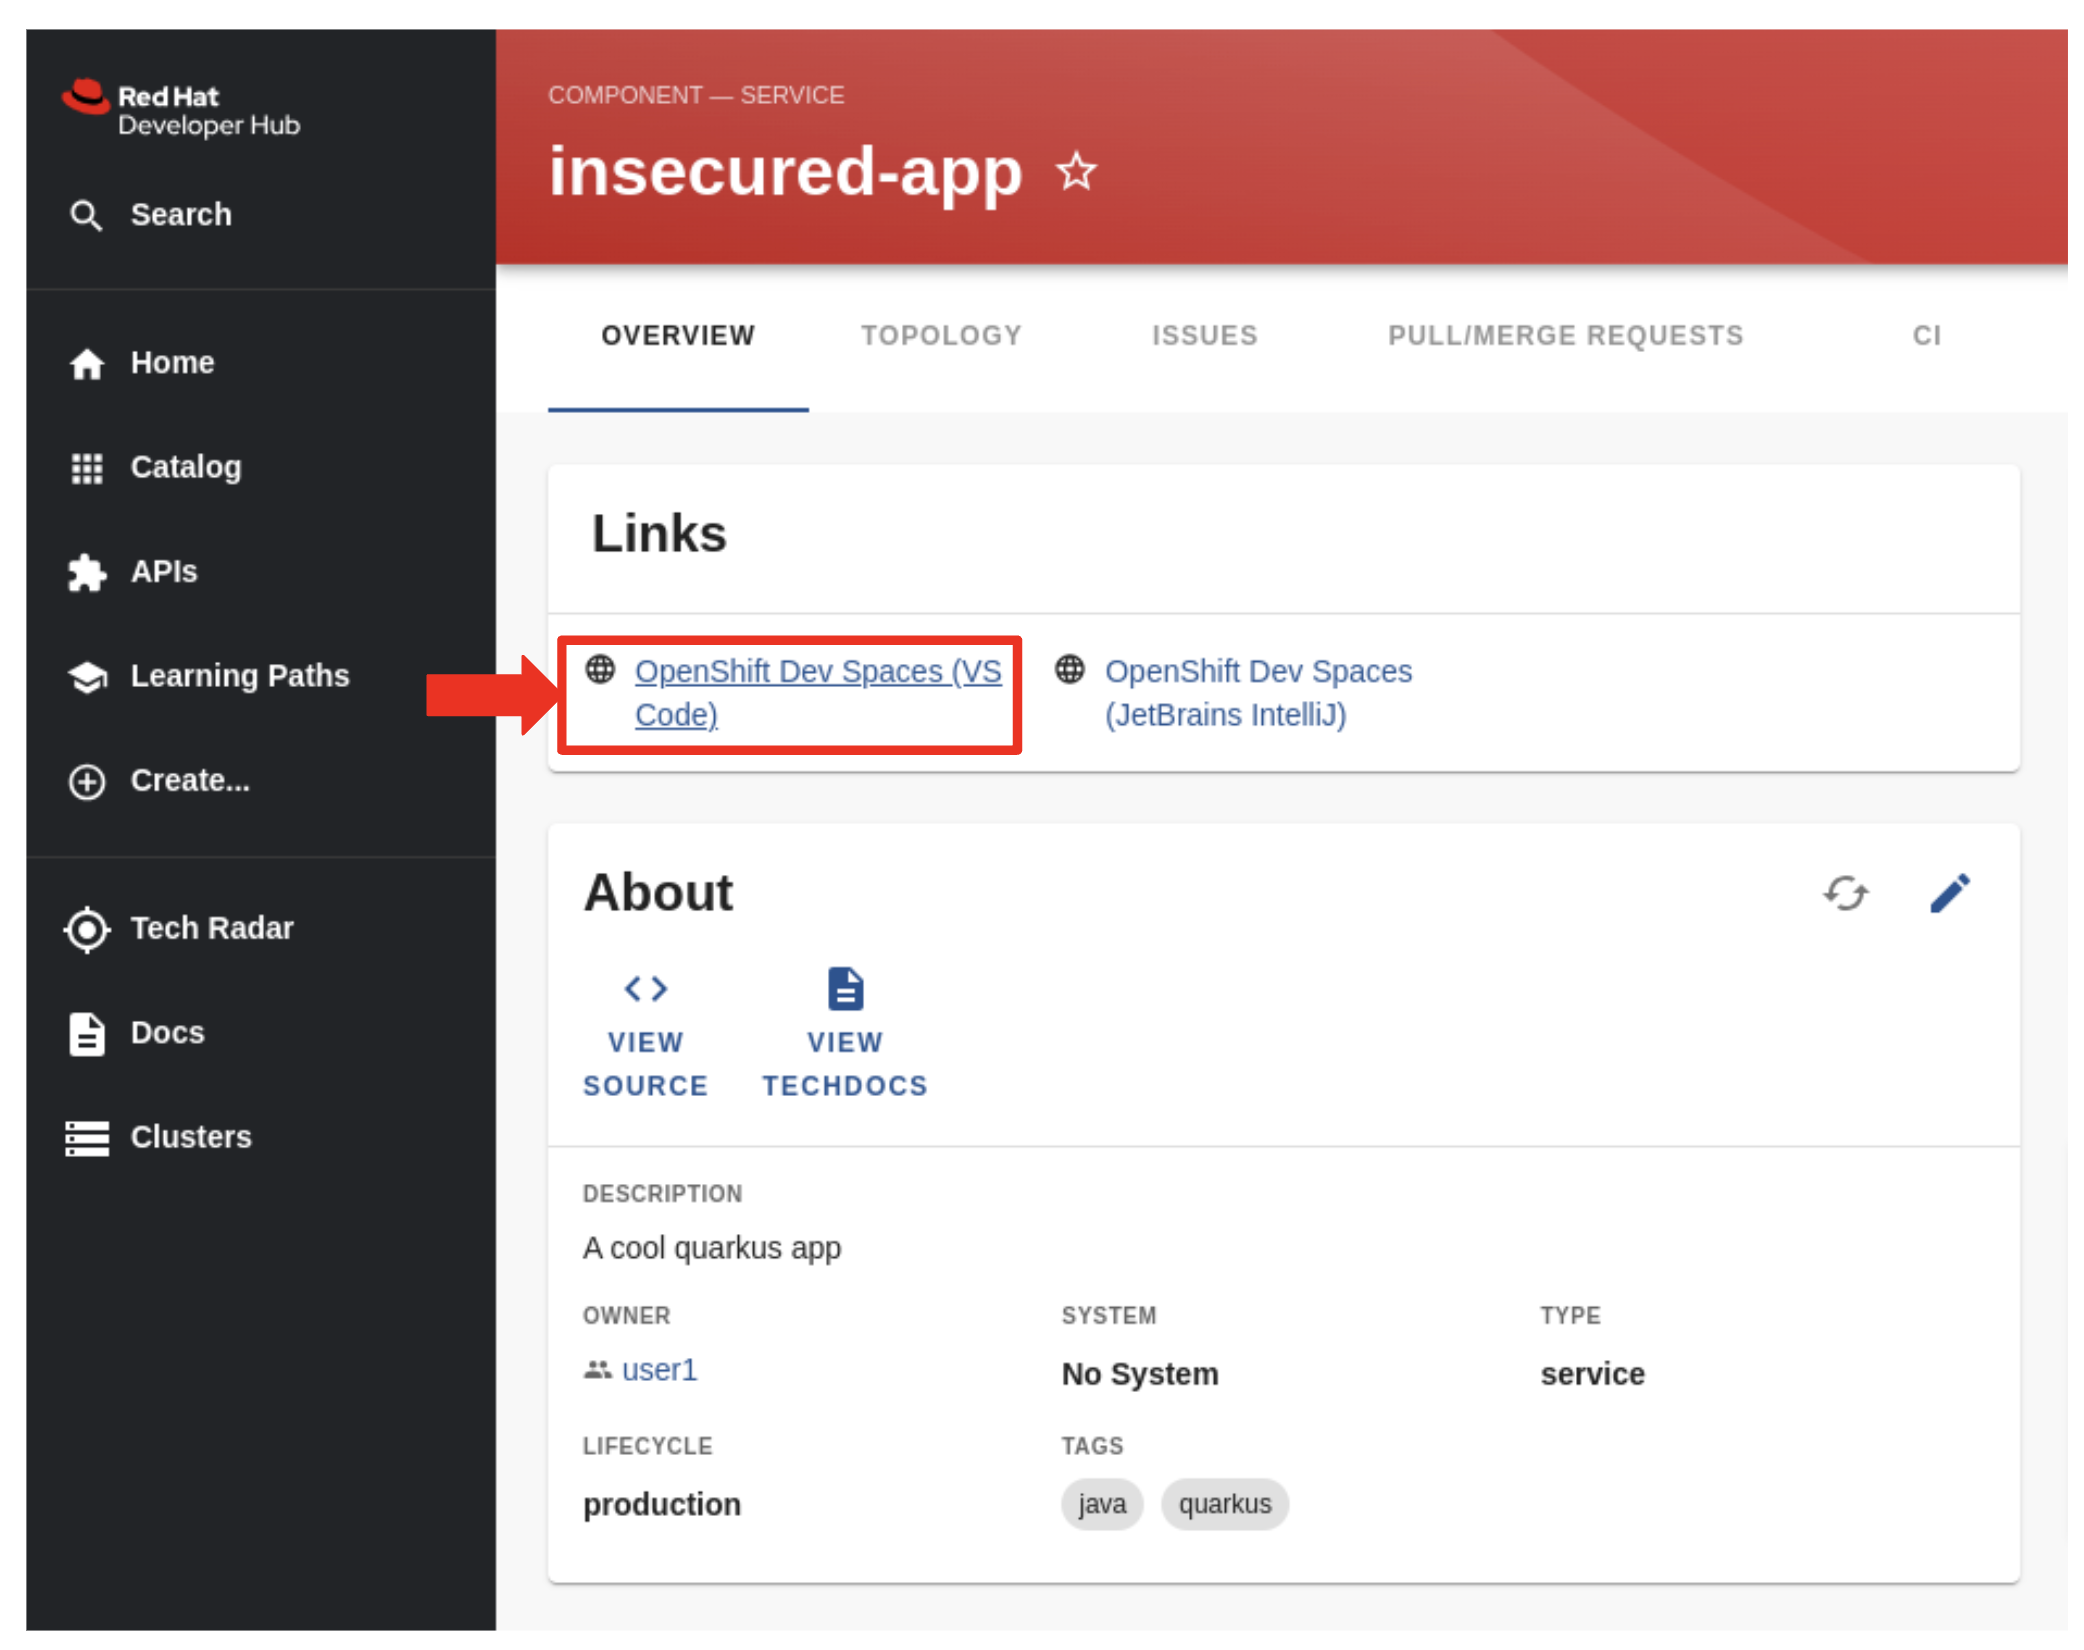 Red Hat
Developer Hub
Search
Home
Catalog
APIs
Learning Paths
Create...
Tech Radar
Docs
Clusters
COMPONENT — SERVICE
insecured-app
OVERVIEW TOPOLOGY ISSUES PULL/MERGE REQUESTS CI
Links
OpenShift Dev Spaces (VS
Code)
OpenShift Dev Spaces
(JetBrains IntelliJ)
About
VIEW
SOURCE
VIEW
TECHDOCS
DESCRIPTION
A cool quarkus app
OWNER
user1
SYSTEM
No System
TYPE
service
LIFECYCLE
production
TAGS
java quarkus